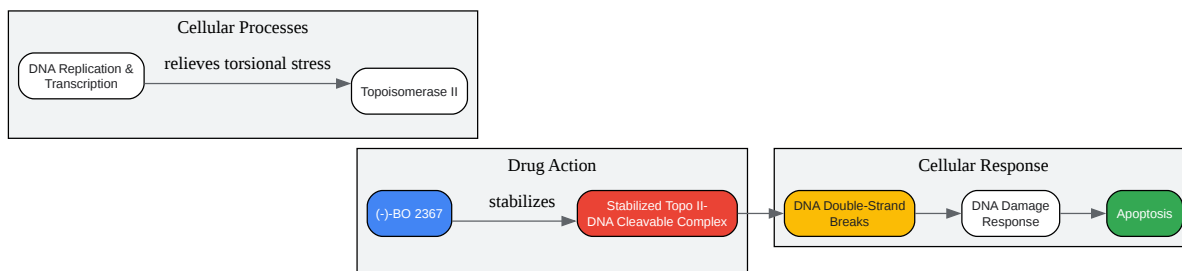 Cellular Processes
DNA Replication &
Transcription
relieves torsional stress
Topoisomerase II
Drug Action
(-)-BO 2367
stabilizes
Stabilized Topo II-
DNA Cleavable Complex
Cellular Response
DNA Double-Strand
Breaks
DNA Damage
Response
Apoptosis